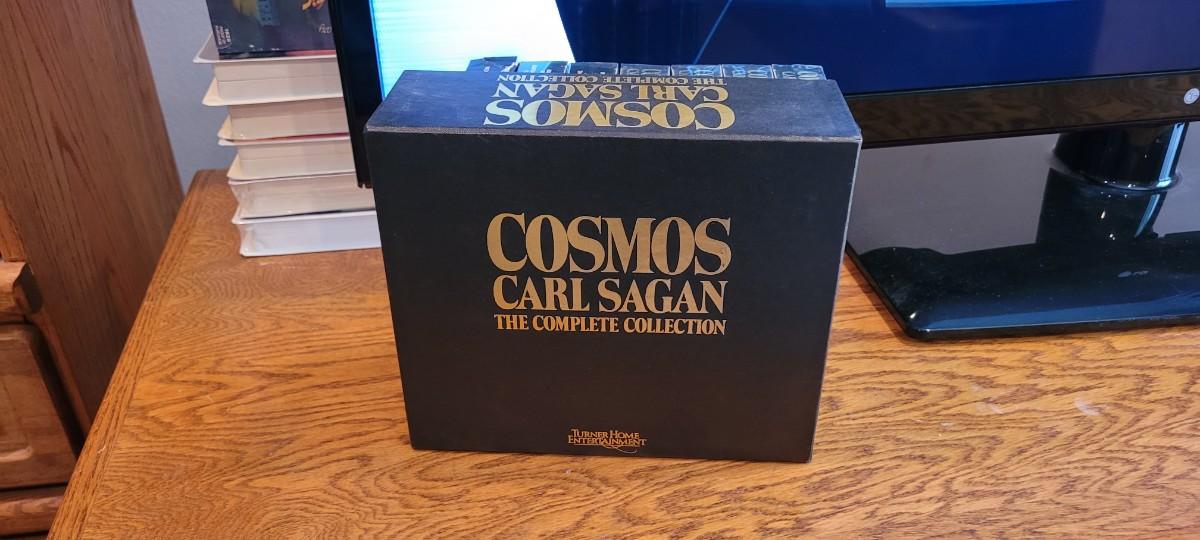 COSMOS
CARL SAGAN
THE COMPLETE COLLECTION
COSMOS
CARL SAGAN
THE COMPLETE COLLECTION
TURNER HOME
ENTERTAINMENT